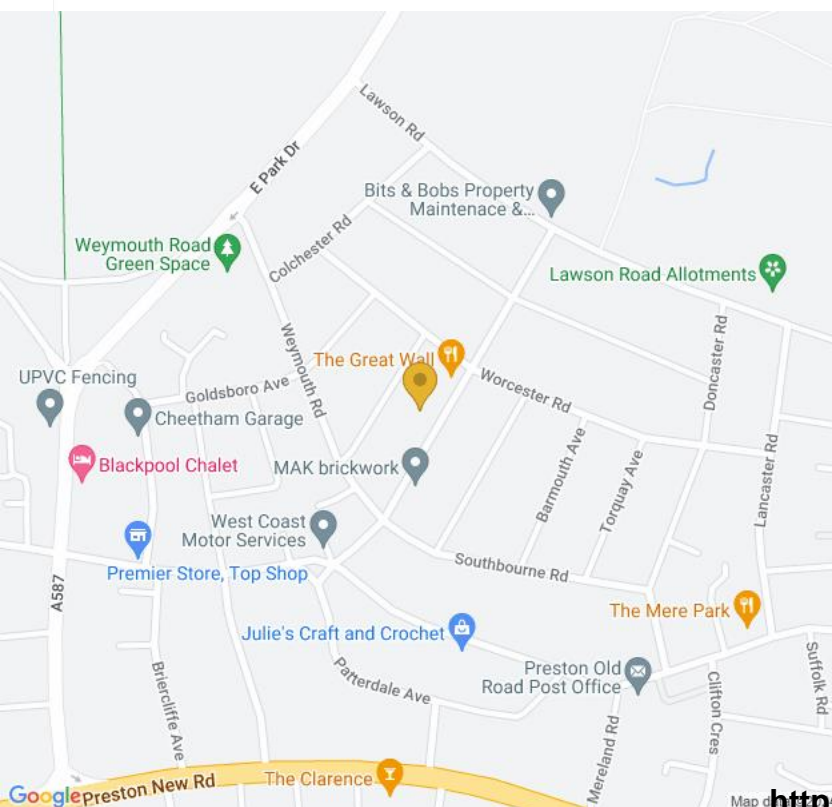 Lawson Rd
E Park Dr
Bits & Bobs Property
Maintenace &...
Weymouth Road
Green Space
Colchester Rd
Lawson Road Allotments
Weymouth Rd
Doncaster Rd
The Great Wall
UPVC Fencing
Goldsboro Ave
Worcester Rd
Cheetham Garage
Blackpool Chalet
MAK brickwork
Barmouth Ave
Torquay Ave
Lancaster Rd
West Coast
Motor Services
Southbourne Rd
Premier Store, Top Shop
A587
The Mere Park
Julie's Craft and Crochet
Preston Old
Road Post Office
Suffolk Rd
Patterdale Ave
Briercliffe Ave
Clifton Cres
Mereland Rd
The Clarence
Google
Preston New Rd
Map
http